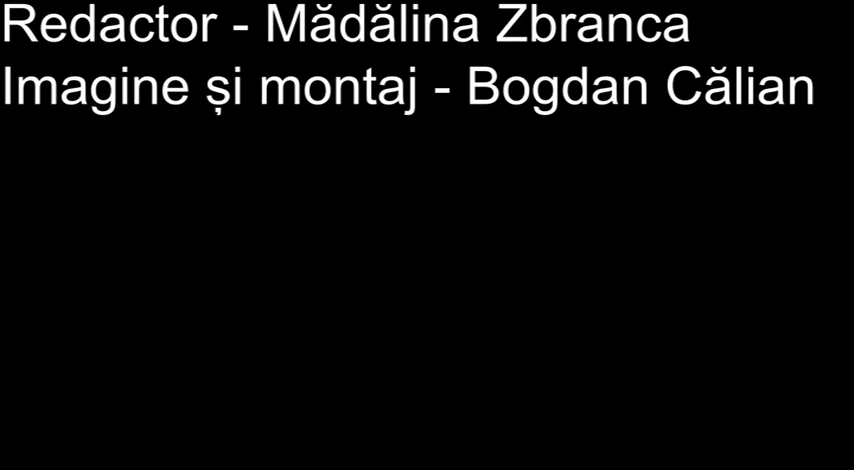 Redactor - Mădălina Zbranca
Imagine și montaj - Bogdan Călian